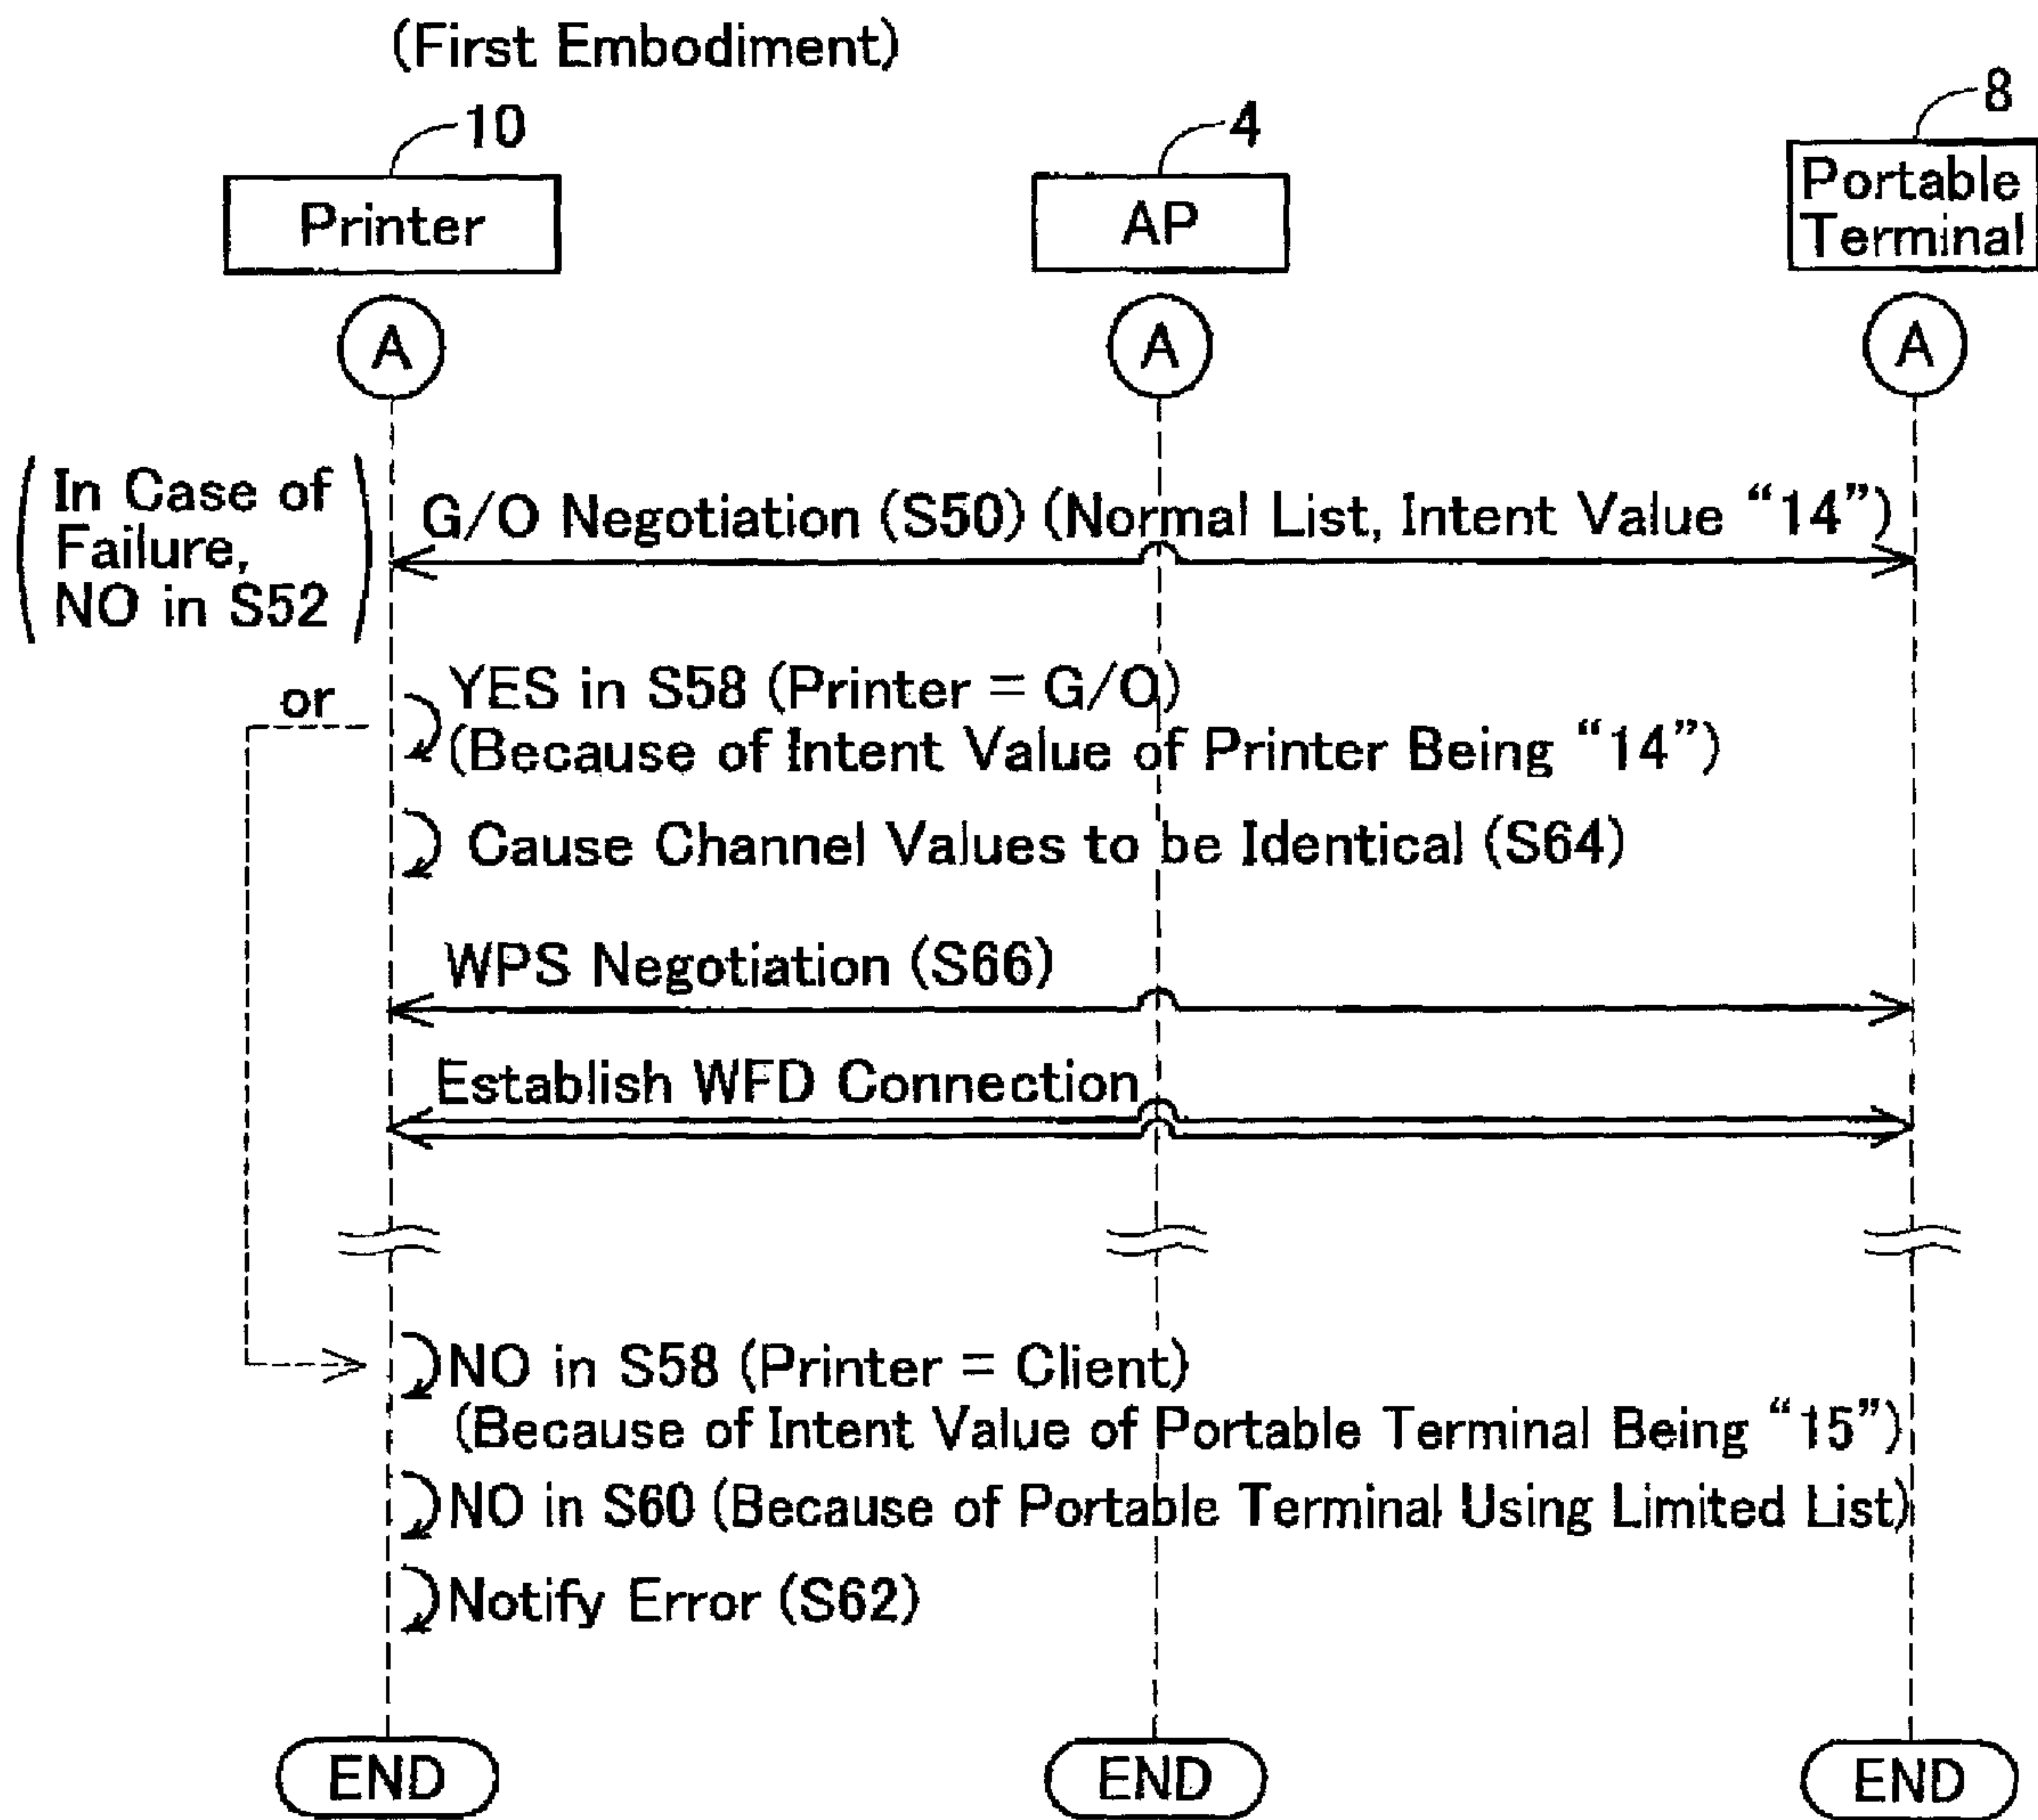 (First Embodiment)
10
4
8
Printer
AP
Portable
Terminal
A
A
A
In Case of
Failure,
NO in S52
G/O Negotiation (S50) (Normal List, Intent Value “14”)
or
YES in S58 (Printer = G/O)
(Because of Intent Value of Printer Being “14”)
Cause Channel Values to be Identical (S64)
WPS Negotiation (S66)
Establish WFD Connection
NO in S58 (Printer = Client)
(Because of Intent Value of Portable Terminal Being “15”)
NO in S60 (Because of Portable Terminal Using Limited List)
Notify Error (S62)
END
END
END